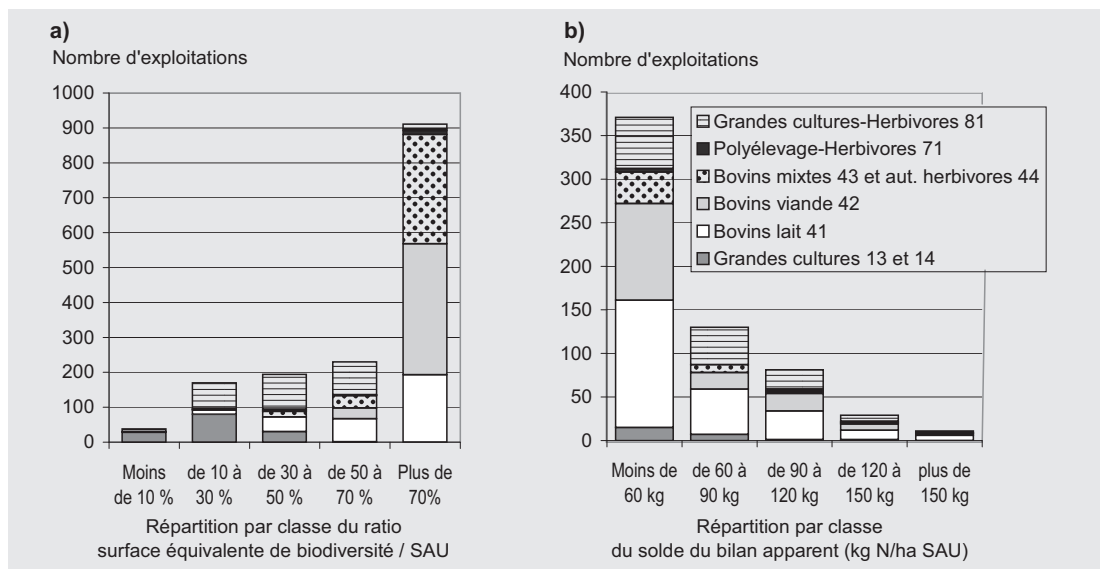 a)
Nombre d'exploitations
1000
900
800
700
600
500
400
300
200
100
0
Moins de 10 %
de 10 à 30 %
de 30 à 50 %
de 50 à 70 %
Plus de 70%
Répartition par classe du ratio
surface équivalente de biodiversité / SAU
b)
Nombre d'exploitations
400
350
300
250
200
150
100
50
0
Grandes cultures-Herbivores 81
Polyélevage-Herbivores 71
Bovins mixtes 43 et aut. herbivores 44
Bovins viande 42
Bovins lait 41
Grandes cultures 13 et 14
Moins de 60 kg
de 60 à 90 kg
de 90 à 120 kg
de 120 à 150 kg
plus de 150 kg
Répartition par classe
du solde du bilan apparent (kg N/ha SAU)